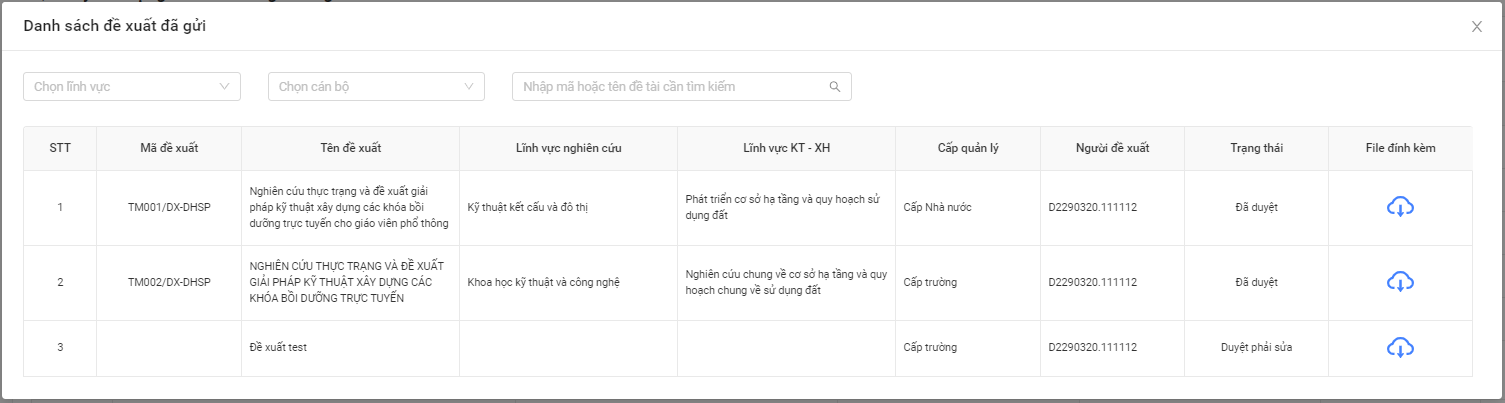 Danh sách đề xuất đã gửi
Chọn lĩnh vực
Chọn cán bộ
Nhập mã hoặc tên đề tài cần tìm kiếm
STT
Mã đề xuất
Tên đề xuất
Lĩnh vực nghiên cứu
Lĩnh vực KT - XH
Cấp quản lý
Người đề xuất
Trạng thái
File đính kèm
1
TM001/DX-DHSP
Nghiên cứu thực trạng và đề xuất giải
pháp kỹ thuật xây dựng các khóa bồi
dưỡng trực tuyến cho giáo viên phổ thông
Kỹ thuật kết cấu và đô thị
Phát triển cơ sở hạ tầng và quy hoạch sử
dụng đất
Cấp Nhà nước
D2290320.111112
Đã duyệt
2
TM002/DX-DHSP
NGHIÊN CỨU THỰC TRẠNG VÀ ĐỀ XUẤT
GIẢI PHÁP KỸ THUẬT XÂY DỰNG CÁC
KHÓA BỒI DƯỠNG TRỰC TUYẾN
Khoa học kỹ thuật và công nghệ
Nghiên cứu chung về cơ sở hạ tầng và quy
hoạch chung về sử dụng đất
Cấp trường
D2290320.111112
Đã duyệt
3
Đề xuất test
Cấp trường
D2290320.111112
Duyệt phải sửa